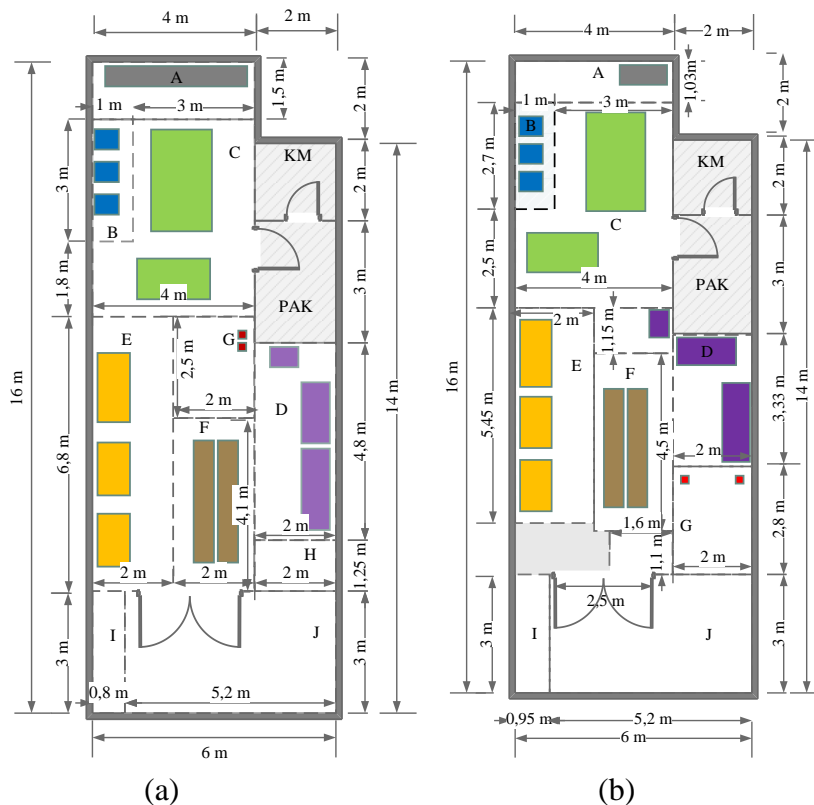 4 m
2 m
A
1 m
3 m
1,5 m
2 m
C
KM
3 m
2 m
B
1,8 m
3 m
4 m
PAK
E
G
2,5 m
2 m
D
16 m
14 m
F
6,8 m
4,8 m
4,1 m
2 m
H
2 m
2 m
2 m
1,25 m
I
J
3 m
3 m
0,8 m
5,2 m
6 m
(a)
4 m
2 m
A
1,03m
1 m
3 m
2 m
B
2,7 m
KM
2 m
C
2,5 m
3 m
4 m
PAK
2 m
1,15 m
E
D
F
16 m
14 m
5,45 m
4,5 m
3,33 m
2 m
G
1,6 m
2,8 m
1,1 m
2 m
2,5 m
I
J
3 m
3 m
0,95 m
5,2 m
6 m
(b)